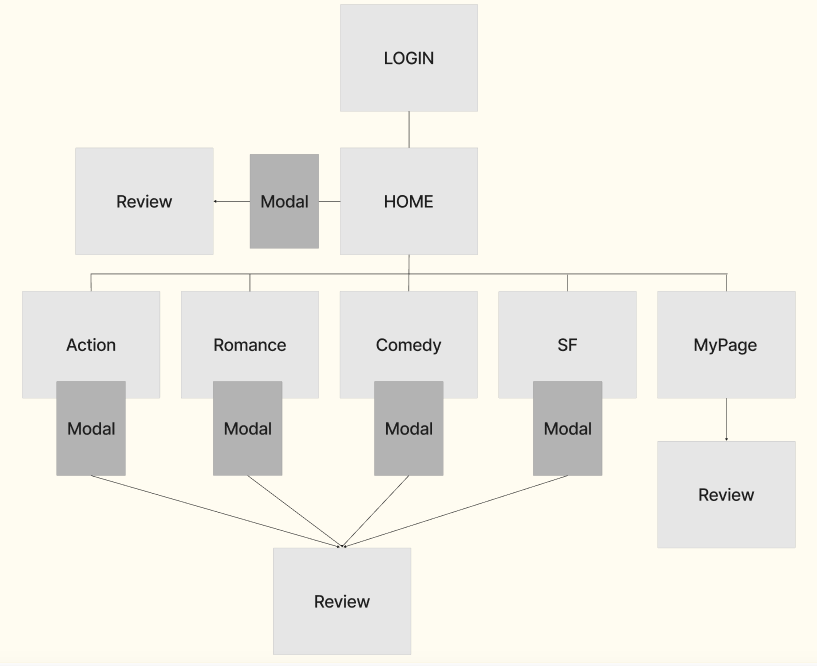 LOGIN
Review
Modal
HOME
Action
Romance
Comedy
SF
MyPage
Modal
Modal
Modal
Modal
Review
Review